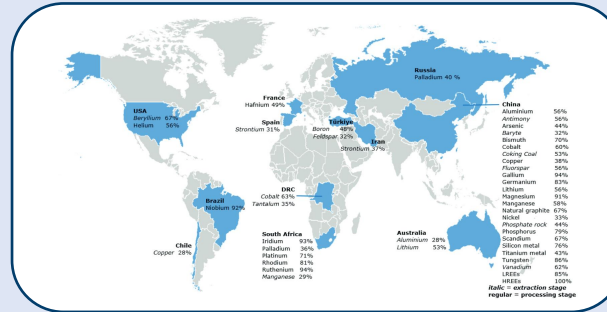 Russia
Palladium 40 %
France
Hafnium 49%
USA
Beryllium 67%
Helium 56%
Spain
Strontium 31%
Türkiye
Boron 48%
Feldspar 32%
Iran
Strontium 37%
China
Aluminium 56%
Antimony 56%
Arsenic 44%
Baryte 32%
Bismuth 70%
Cobalt 60%
Coking Coal 53%
Copper 38%
Fluorspar 56%
Gallium 94%
Germanium 83%
Lithium 56%
Magnesium 91%
Manganese 58%
Natural graphite 67%
Nickel 33%
Phosphate rock 44%
Phosphorus 79%
Scandium 67%
Silicon metal 76%
Titanium metal 43%
Tungsten 86%
Vanadium 62%
LREEs 85%
HREEs 100%
DRC
Cobalt 63%
Tantalum 35%
Brazil
Niobium 92%
Chile
Copper 28%
South Africa
Iridium 93%
Palladium 36%
Platinum 71%
Rhodium 81%
Ruthenium 94%
Manganese 29%
Australia
Aluminium 28%
Lithium 53%
italic = extraction stage
regular = processing stage